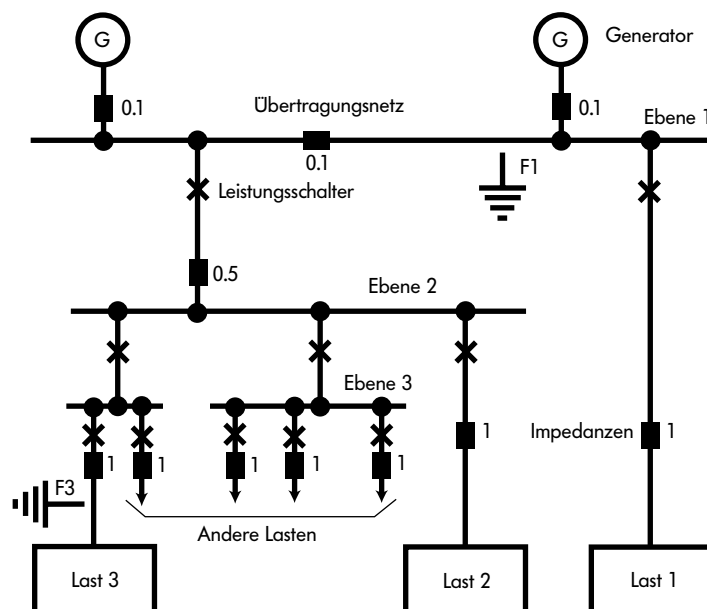 G
G
Generator
0.1
0.1
Übertragungsnetz
Ebene 1
0.1
F1
Leistungsschalter
0.5
Ebene 2
Ebene 3
1
Impedanzen
1
1
1
1
1
1
F3
Andere Lasten
Last 3
Last 2
Last 1